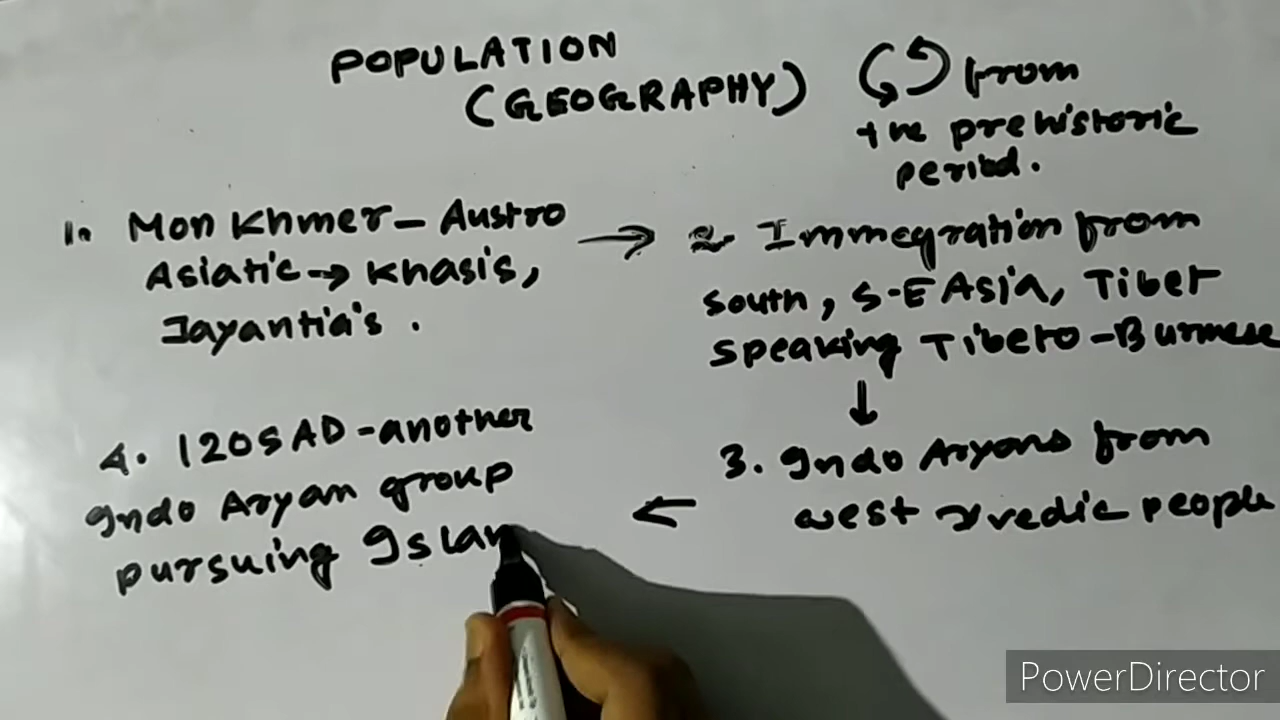 POPULATION
(GEOGRAPHY)
from
the prehistoric
period.
1. Mon Khmer - Austro
Asiatic → Khasis,
Jayantia's.
→ 2. Immegration from
south, S-E Asia, Tibet
speaking Tibeto-Burmese
↓
3. Indo Aryans from
west & vedic people
←
4. 1205 AD - another
Indo Aryan group
pursuing Islam
PowerDirector